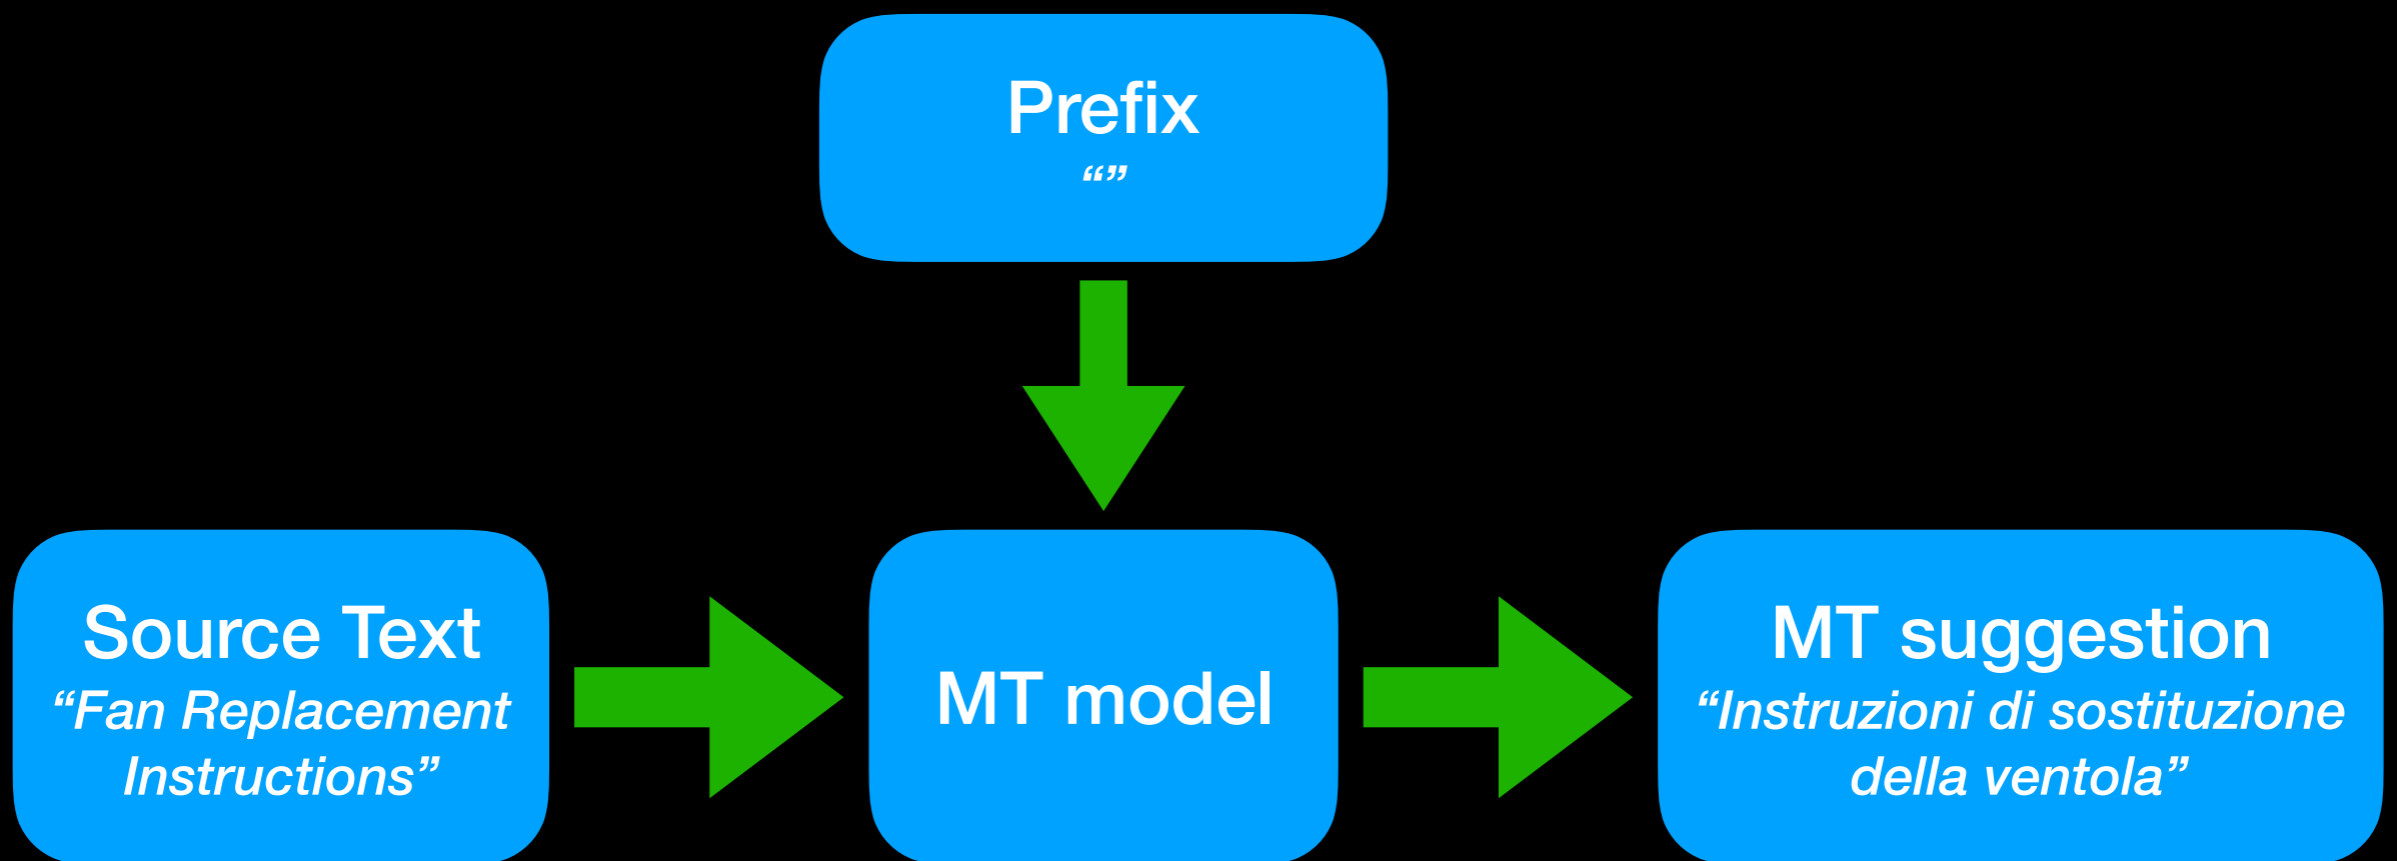 Prefix
“”
Source Text
“Fan Replacement
Instructions”
MT model
MT suggestion
“Instruzioni di sostituzione
della ventola”